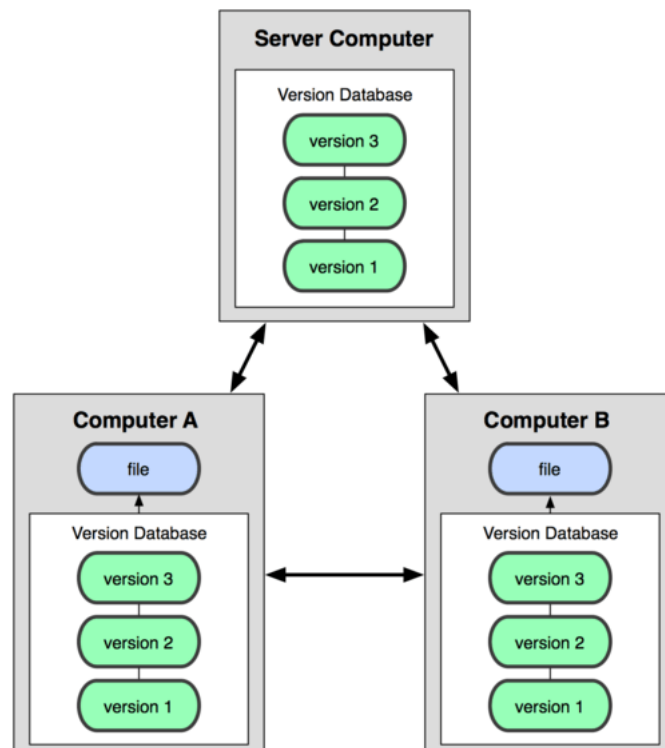 Server Computer
Version Database
version 3
version 2
version 1
Computer A
file
Version Database
version 3
version 2
version 1
Computer B
file
Version Database
version 3
version 2
version 1